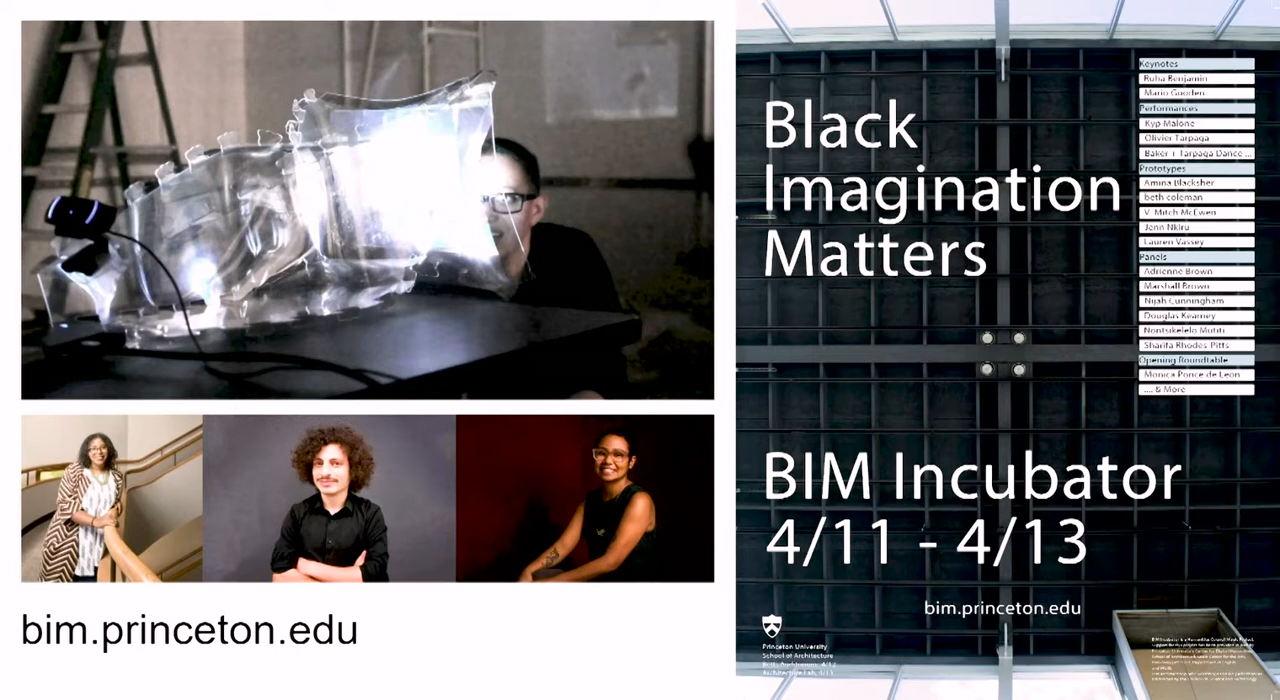 bim.princeton.edu
Black
Imagination
Matters
BIM Incubator
4/11 - 4/13
bim.princeton.edu
Keynotes
Ruha Benjamin
Mario Gooden
Performances
Kyp Malone
Olivier Tarpaga
Baker + Tarpaga Dance ...
Prototypes
Amina Blacksher
beth coleman
V. Mitch McEwen
Jenn Nkiru
Lauren Vassey
Panels
Adrienne Brown
Marshall Brown
Nijah Cunningham
Douglas Kearney
Nontsikelelo Mutiti
Sharifa Rhodes-Pitts
Opening Roundtable
Monica Ponce de Leon
.... & More
Princeton University
School of Architecture